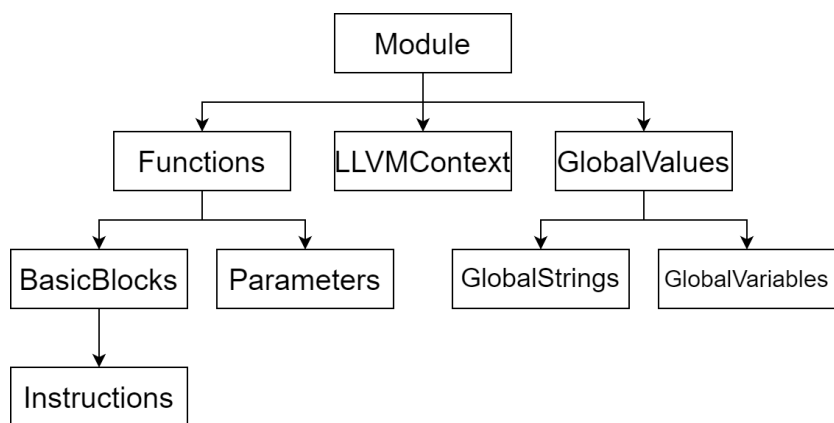 Module
Functions
LLVMContext
GlobalValues
BasicBlocks
Parameters
GlobalStrings
GlobalVariables
Instructions